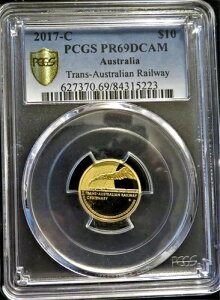 2017-C $10
PCGS PR69DCAM
Australia
Trans-Australian Railway
627370.69/84315223
PCGS
TRANS-AUSTRALIAN RAILWAY
CENTENARY